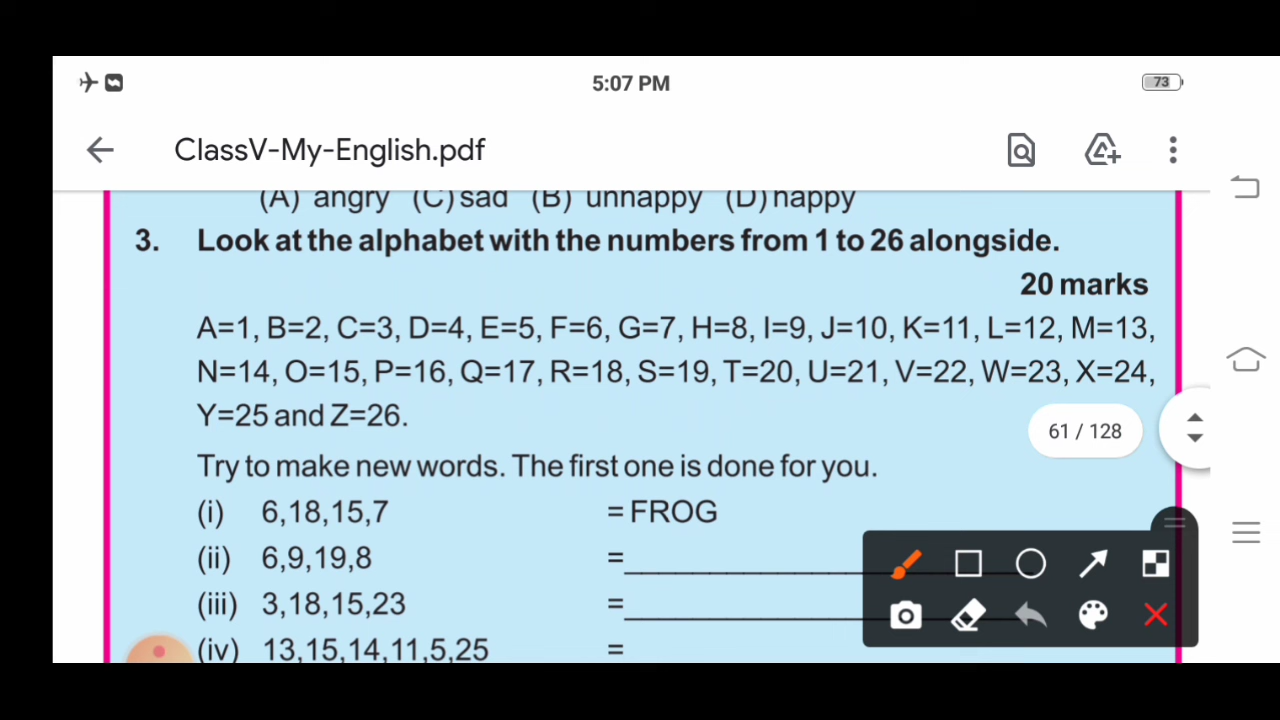 5:07 PM
73
ClassV-My-English.pdf
(A) angry (C) sad (B) unhappy (D) happy
3. Look at the alphabet with the numbers from 1 to 26 alongside.
20 marks
A=1, B=2, C=3, D=4, E=5, F=6, G=7, H=8, I=9, J=10, K=11, L=12, M=13,
N=14, O=15, P=16, Q=17, R=18, S=19, T=20, U=21, V=22, W=23, X=24,
Y=25 and Z=26.
61 / 128
Try to make new words. The first one is done for you.
(i) 6,18,15,7 = FROG
(ii) 6,9,19,8 =
(iii) 3,18,15,23 =
(iv) 13,15,14,11,5,25 =